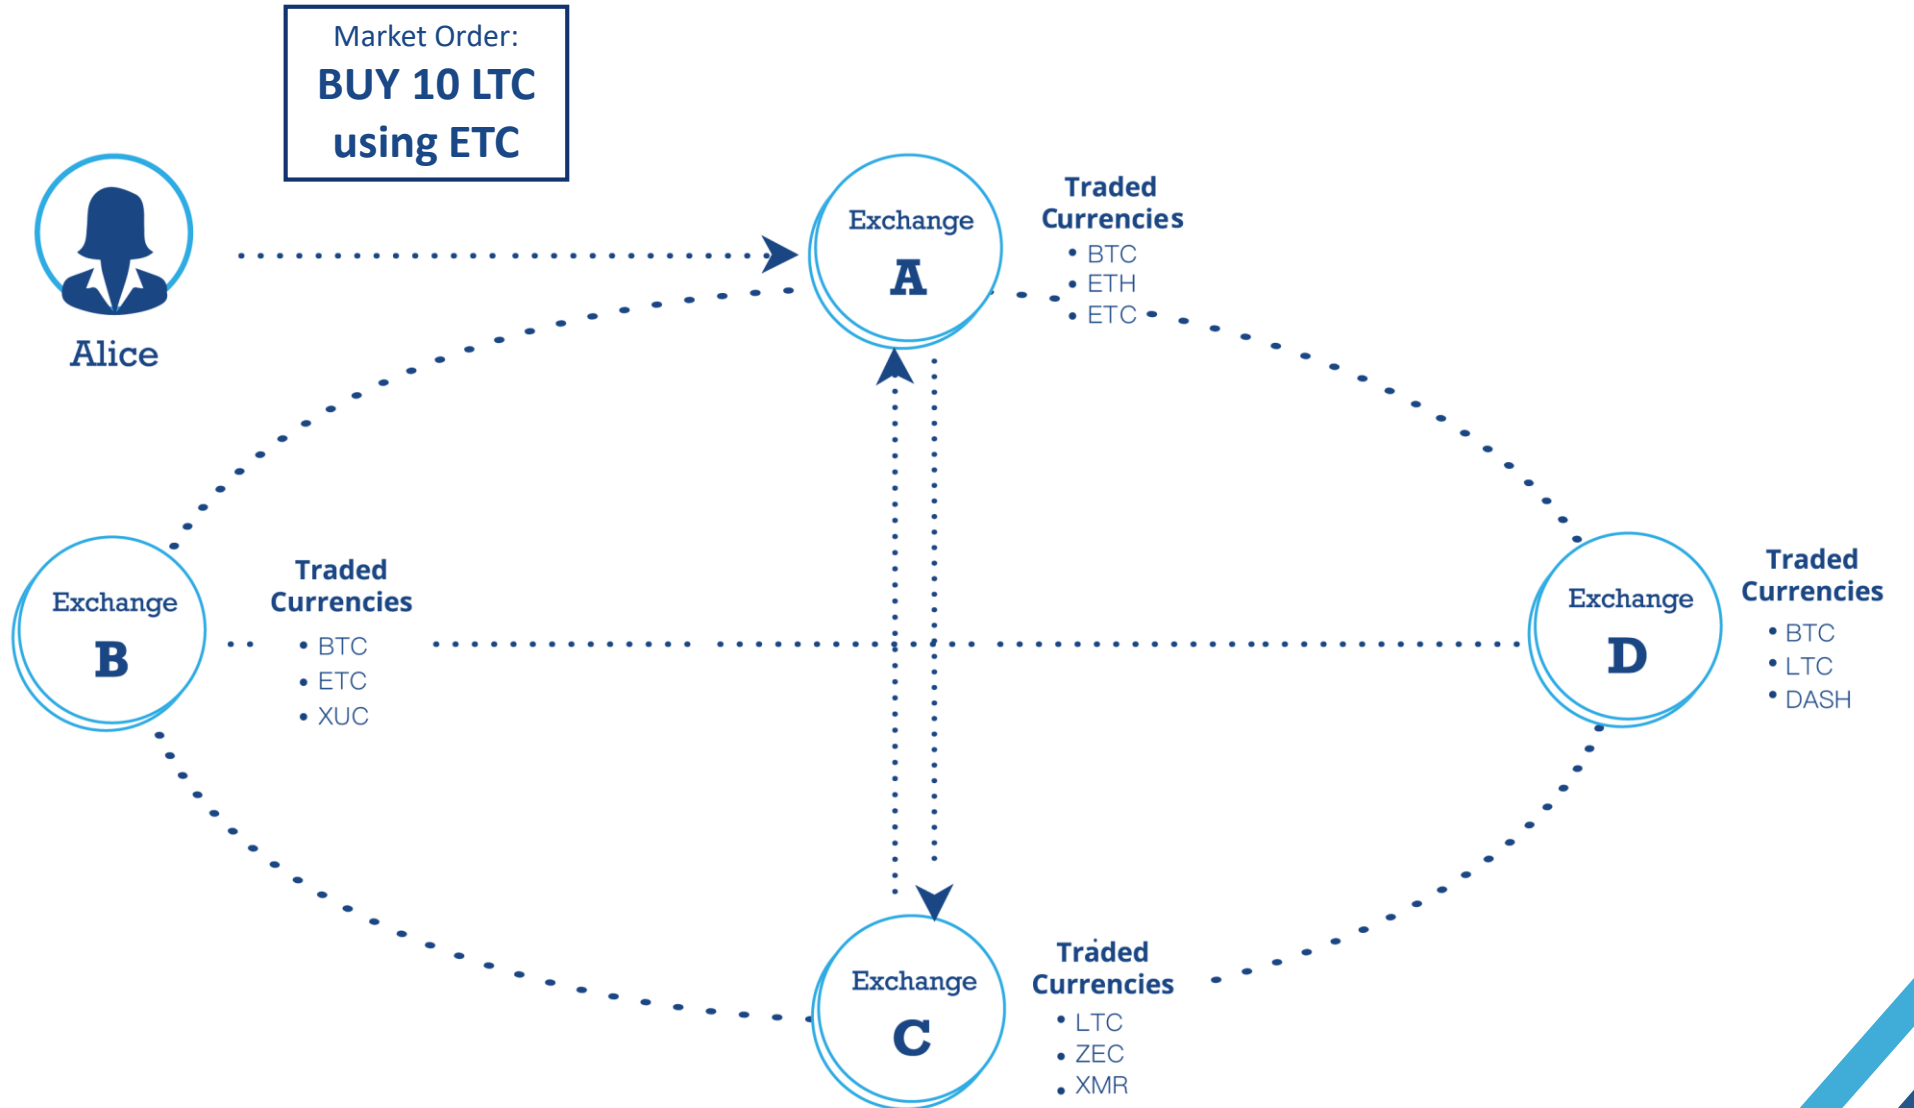 Market Order:
BUY 10 LTC
using ETC
Alice
Exchange
A
Traded
Currencies
• BTC
• ETH
• ETC
Exchange
B
Traded
Currencies
• BTC
• ETC
• XUC
Exchange
D
Traded
Currencies
• BTC
• LTC
• DASH
Exchange
C
Traded
Currencies
• LTC
• ZEC
• XMR